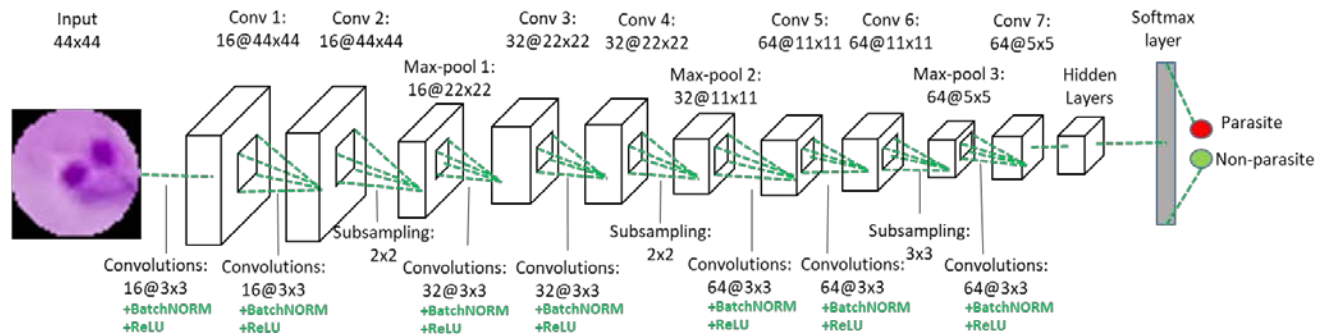 Input
44x44
Conv 1:
16@44x44
Conv 2:
16@44x44
Max-pool 1:
16@22x22
Conv 3:
32@22x22
Conv 4:
32@22x22
Max-pool 2:
32@11x11
Conv 5:
64@11x11
Conv 6:
64@11x11
Max-pool 3:
64@5x5
Conv 7:
64@5x5
Hidden
Layers
Softmax
layer
Parasite
Non-parasite
Subsampling:
2x2
Subsampling:
2x2
Subsampling:
3x3
Convolutions:
16@3x3
+BatchNORM
+ReLU
Convolutions:
16@3x3
+BatchNORM
+ReLU
Convolutions:
32@3x3
+BatchNORM
+ReLU
Convolutions:
32@3x3
+BatchNORM
+ReLU
Convolutions:
64@3x3
+BatchNORM
+ReLU
Convolutions:
64@3x3
+BatchNORM
+ReLU
Convolutions:
64@3x3
+BatchNORM
+ReLU